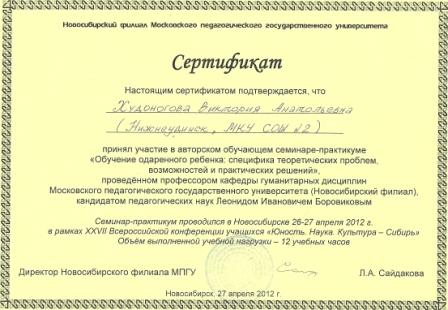 Новосибирский филиал Московского педагогического государственного университета
Сертификат
Настоящим сертификатом подтверждается, что
Худоногова Виктория Анатольевна
(Нижнеудинск, МКУ СОШ №2)
принял участие в авторском обучающем семинаре-практикуме
«Обучение одаренного ребенка: специфика теоретических проблем,
возможностей и практических решений»,
проведённом профессором кафедры гуманитарных дисциплин
Московского педагогического государственного университета (Новосибирский филиал),
кандидатом педагогических наук Леонидом Ивановичем Боровиковым.
Семинар-практикум проводился в Новосибирске 26-27 апреля 2012 г.
в рамках XXVII Всероссийской конференции учащихся «Юность. Наука. Культура – Сибирь»
Объём выполненной учебной нагрузки – 12 учебных часов
Директор Новосибирского филиала МПГУ Л.А. Сайдакова
Новосибирск, 27 апреля 2012 г.